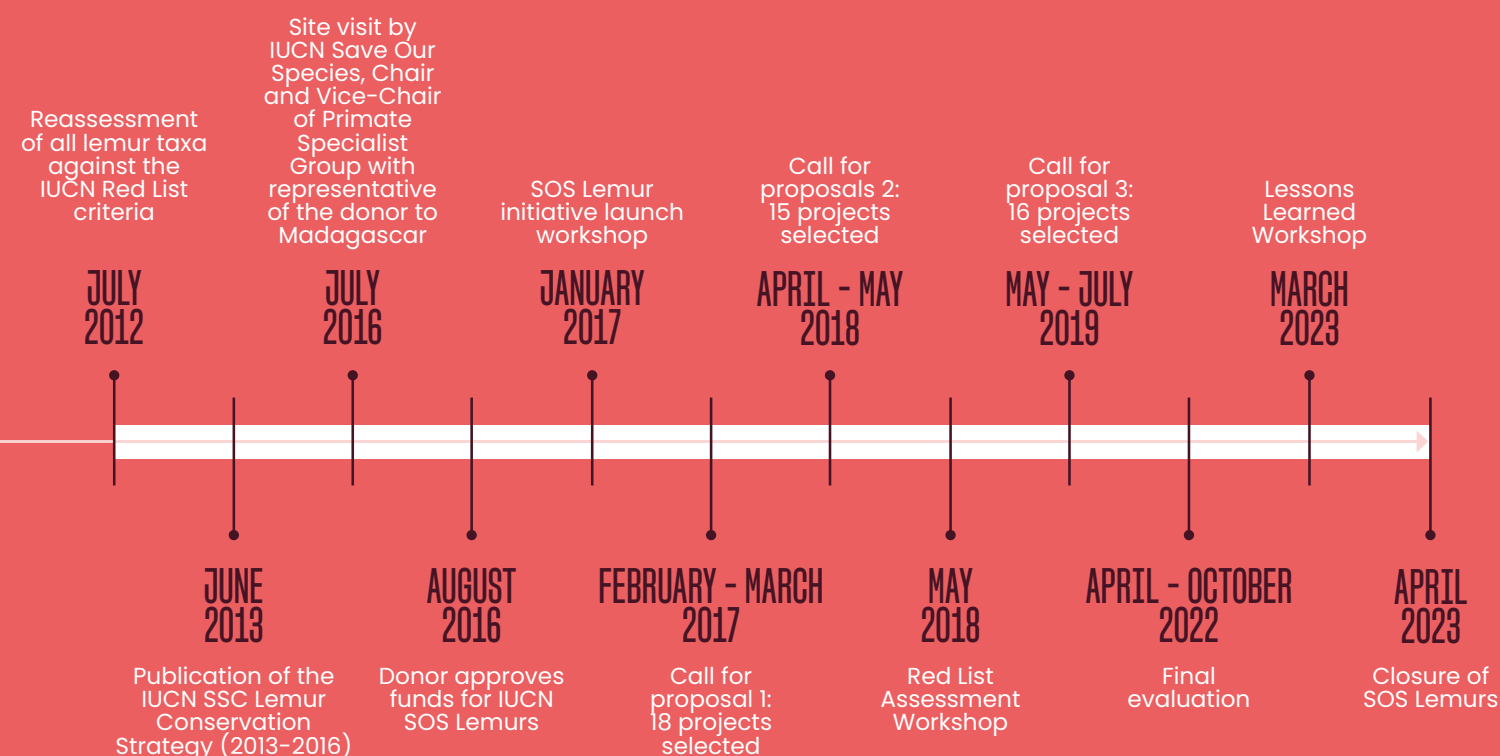 Reassessment
of all lemur taxa
against the
IUCN Red List
criteria
JULY
2012
Site visit by
IUCN Save Our
Species, Chair
and Vice-Chair
of Primate
Specialist
Group with
representative
of the donor to
Madagascar
JULY
2016
SOS Lemur
initiative launch
workshop
JANUARY
2017
Call for
proposals 2:
15 projects
selected
APRIL - MAY
2018
Call for
proposal 3:
16 projects
selected
MAY - JULY
2019
Lessons
Learned
Workshop
MARCH
2023
JUNE
2013
Publication of the
IUCN SSC Lemur
Conservation
Strategy (2013-2016)
AUGUST
2016
Donor approves
funds for IUCN
SOS Lemurs
FEBRUARY - MARCH
2017
Call for
proposal 1:
18 projects
selected
MAY
2018
Red List
Assessment
Workshop
APRIL - OCTOBER
2022
Final
evaluation
APRIL
2023
Closure of
SOS Lemurs